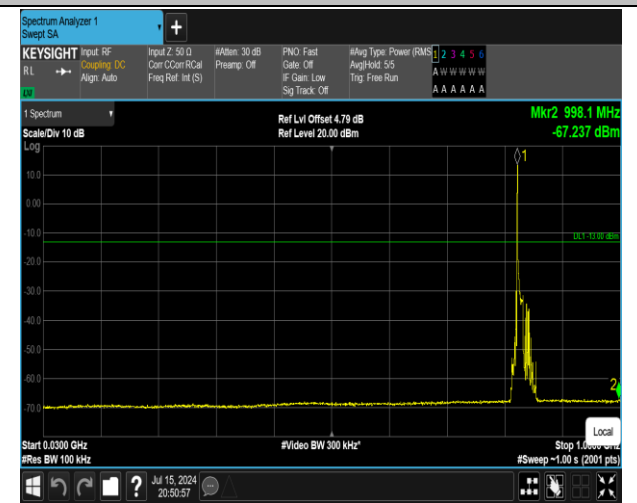 Spectrum Analyzer 1
Swept SA
+
KEYSIGHT Input: RF Input Z: 50 Ω #Atten: 30 dB PNO: Fast #Avg Type: Power (RMS 1 2 3 4 5 6
RL Coupling: DC Corr CCorr RCal Preamp: Off Gate: Off Avg|Hold: 5/5 A W W W W W
Align: Auto Freq Ref: Int (S) IF Gain: Low Trig: Free Run
Sig Track: Off A A A A A A
1 Spectrum Ref Lvl Offset 4.79 dB Mkr2 998.1 MHz
Scale/Div 10 dB Ref Level 20.00 dBm -67.237 dBm
Log
1
10.0
0.00
-10.0
DL1 -13.00 dBm
-20.0
-30.0
-40.0
-50.0
-60.0
2
-70.0
Local
Start 0.0300 GHz #Video BW 300 kHz* Stop
#Res BW 100 kHz #Sweep ~1.00 s (2001 pts)
? Jul 15, 2024
20:50:57